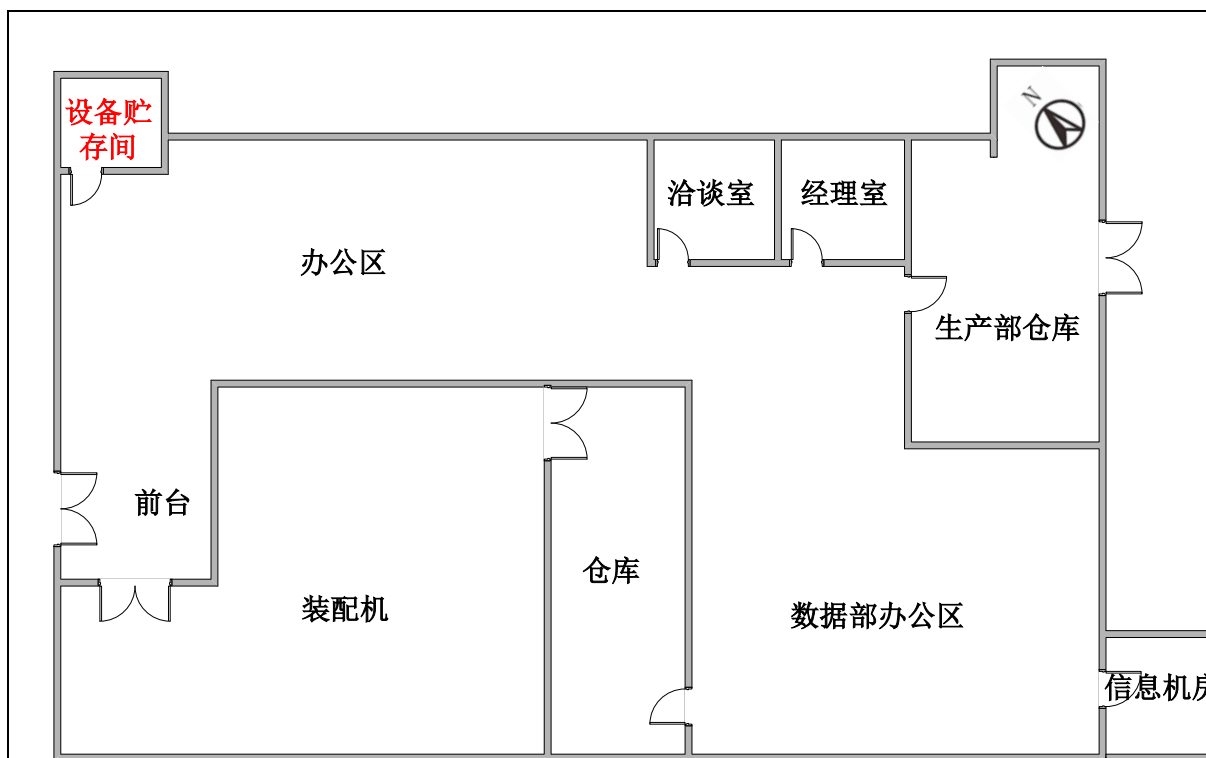 N
设备贮
存间
洽谈室
经理室
办公区
生产部仓库
前台
仓库
装配机
数据部办公区
信息机房